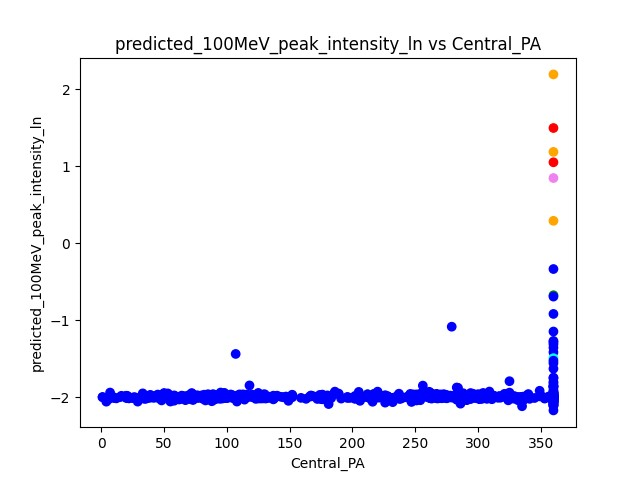 predicted_100MeV_peak_intensity_ln vs Central_PA
predicted_100MeV_peak_intensity_ln
2
1
0
−1
−2
0 50 100 150 200 250 300 350
Central_PA